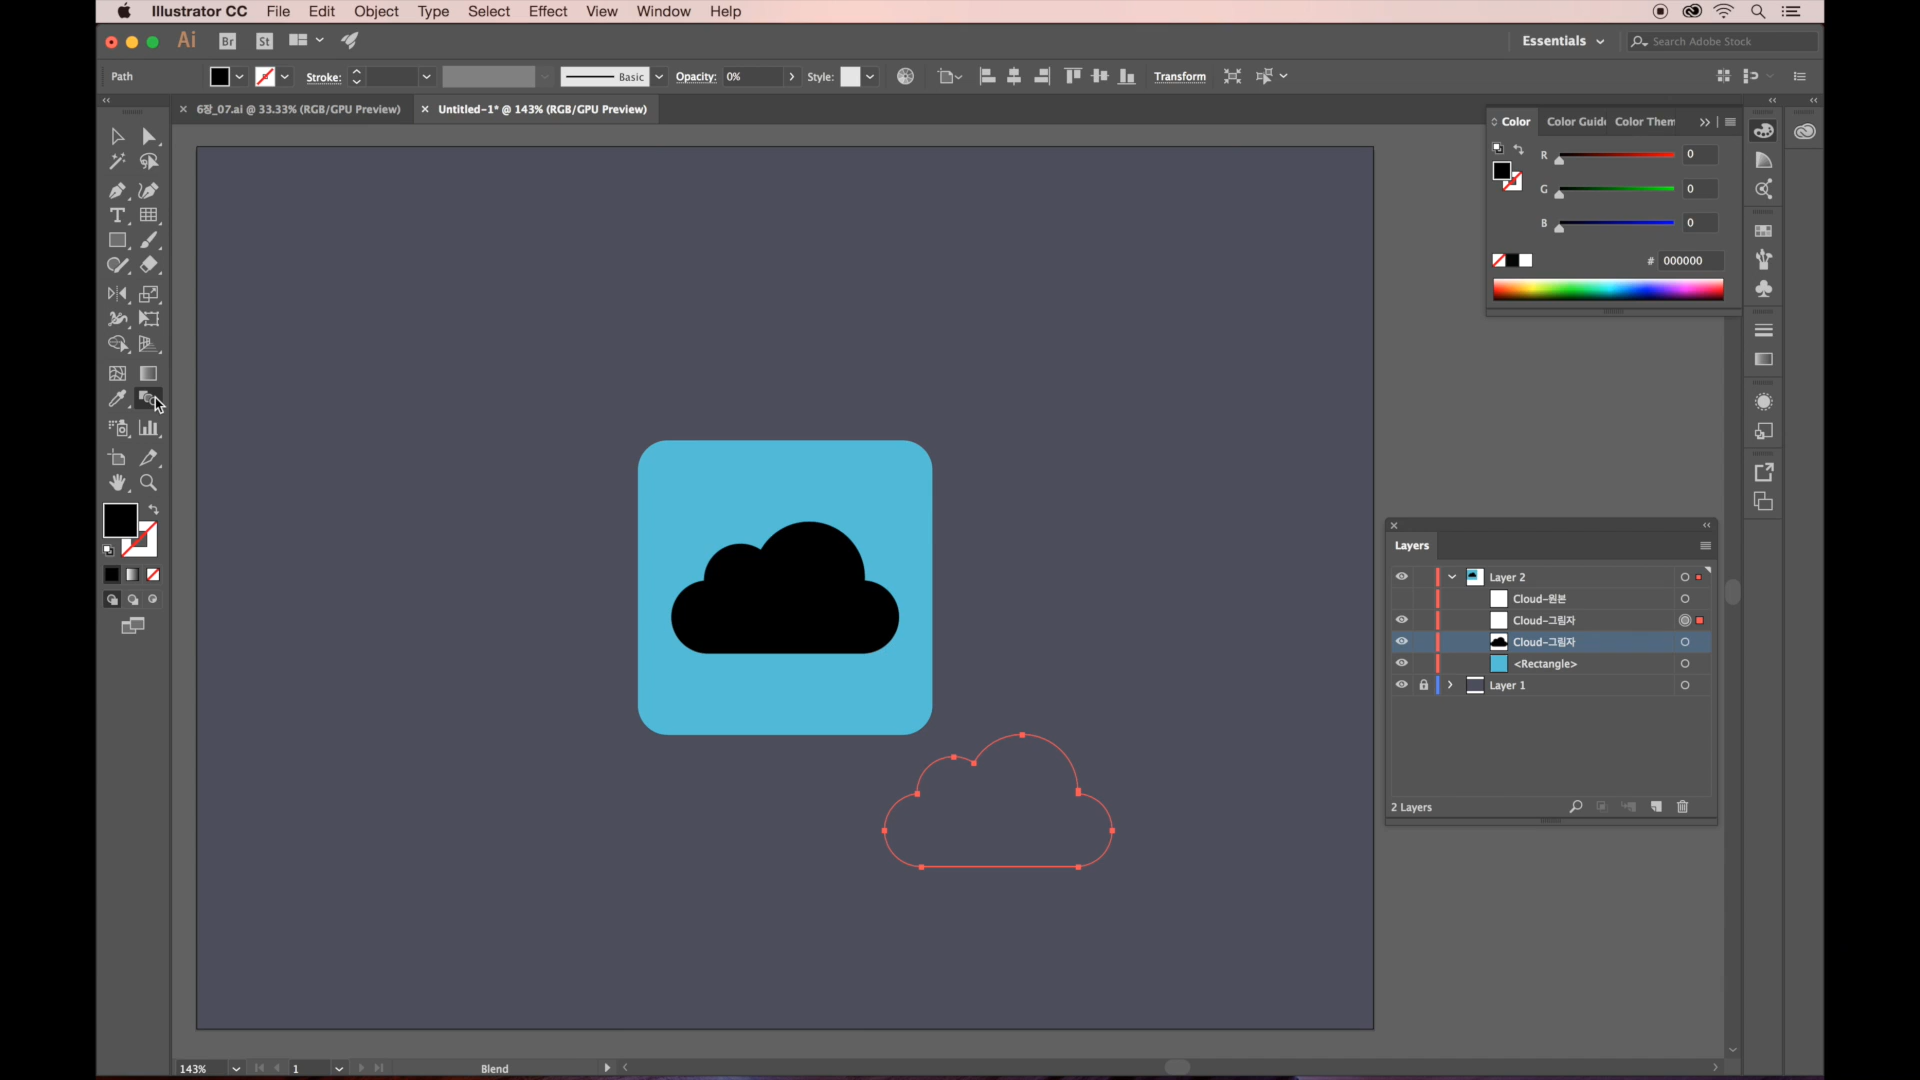 Illustrator CC File Edit Object Type Select Effect View Window Help
Ai Br St Essentials Search Adobe Stock
Path Stroke: Basic Opacity: 0% Style: Transform
6장_07.ai @ 33.33% (RGB/GPU Preview) Untitled-1* @ 143% (RGB/GPU Preview)
Color Color Guide Color Them
R 0
G 0
B 0
# 000000
Layers
Layer 2
Cloud-원본
Cloud-그림자
Cloud-그림자
<Rectangle>
Layer 1
2 Layers
143% 1 Blend